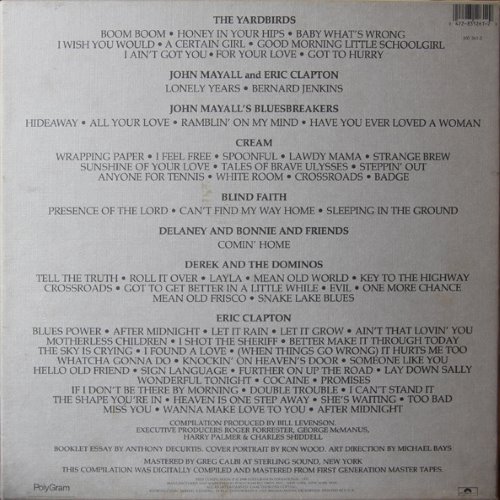 THE YARDBIRDS
BOOM BOOM • HONEY IN YOUR HIPS • BABY WHAT'S WRONG
I WISH YOU WOULD • A CERTAIN GIRL • GOOD MORNING LITTLE SCHOOLGIRL
I AIN'T GOT YOU • FOR YOUR LOVE • GOT TO HURRY
JOHN MAYALL and ERIC CLAPTON
LONELY YEARS • BERNARD JENKINS
JOHN MAYALL'S BLUESBREAKERS
HIDEAWAY • ALL YOUR LOVE • RAMBLIN' ON MY MIND • HAVE YOU EVER LOVED A WOMAN
CREAM
WRAPPING PAPER • I FEEL FREE • SPOONFUL • LAWDY MAMA • STRANGE BREW
SUNSHINE OF YOUR LOVE • TALES OF BRAVE ULYSSES • STEPPIN' OUT
ANYONE FOR TENNIS • WHITE ROOM • CROSSROADS • BADGE
BLIND FAITH
PRESENCE OF THE LORD • CAN'T FIND MY WAY HOME • SLEEPING IN THE GROUND
DELANEY AND BONNIE AND FRIENDS
COMIN' HOME
DEREK AND THE DOMINOS
TELL THE TRUTH • ROLL IT OVER • LAYLA • MEAN OLD WORLD • KEY TO THE HIGHWAY
CROSSROADS • GOT TO GET BETTER IN A LITTLE WHILE • EVIL • ONE MORE CHANCE
MEAN OLD FRISCO • SNAKE LAKE BLUES
ERIC CLAPTON
BLUES POWER • AFTER MIDNIGHT • LET IT RAIN • LET IT GROW • AIN'T THAT LOVIN' YOU
MOTHERLESS CHILDREN • I SHOT THE SHERIFF • BETTER MAKE IT THROUGH TODAY
THE SKY IS CRYING • I FOUND A LOVE • (WHEN THINGS GO WRONG) IT HURTS ME TOO
WHATCHA GONNA DO • KNOCKIN' ON HEAVEN'S DOOR • SOMEONE LIKE YOU
HELLO OLD FRIEND • SIGN LANGUAGE • FURTHER ON UP THE ROAD • LAY DOWN SALLY
WONDERFUL TONIGHT • COCAINE • PROMISES
IF I DON'T BE THERE BY MORNING • DOUBLE TROUBLE • I CAN'T STAND IT
THE SHAPE YOU'RE IN • HEAVEN IS ONE STEP AWAY • SHE'S WAITING • TOO BAD
MISS YOU • WANNA MAKE LOVE TO YOU • AFTER MIDNIGHT
COMPILATION PRODUCED BY BILL LEVENSON.
EXECUTIVE PRODUCERS ROGER FORRESTER, GEORGE McMANUS,
HARRY PALMER & CHARLES SHIDDELL
BOOKLET ESSAY BY ANTHONY DECURTIS. COVER PORTRAIT BY RON WOOD. ART DIRECTION BY MICHAEL BAYS
MASTERED BY GREG CALBI AT STERLING SOUND, NEW YORK
THIS COMPILATION WAS DIGITALLY COMPILED AND MASTERED FROM FIRST GENERATION MASTER TAPES.
PolyGram